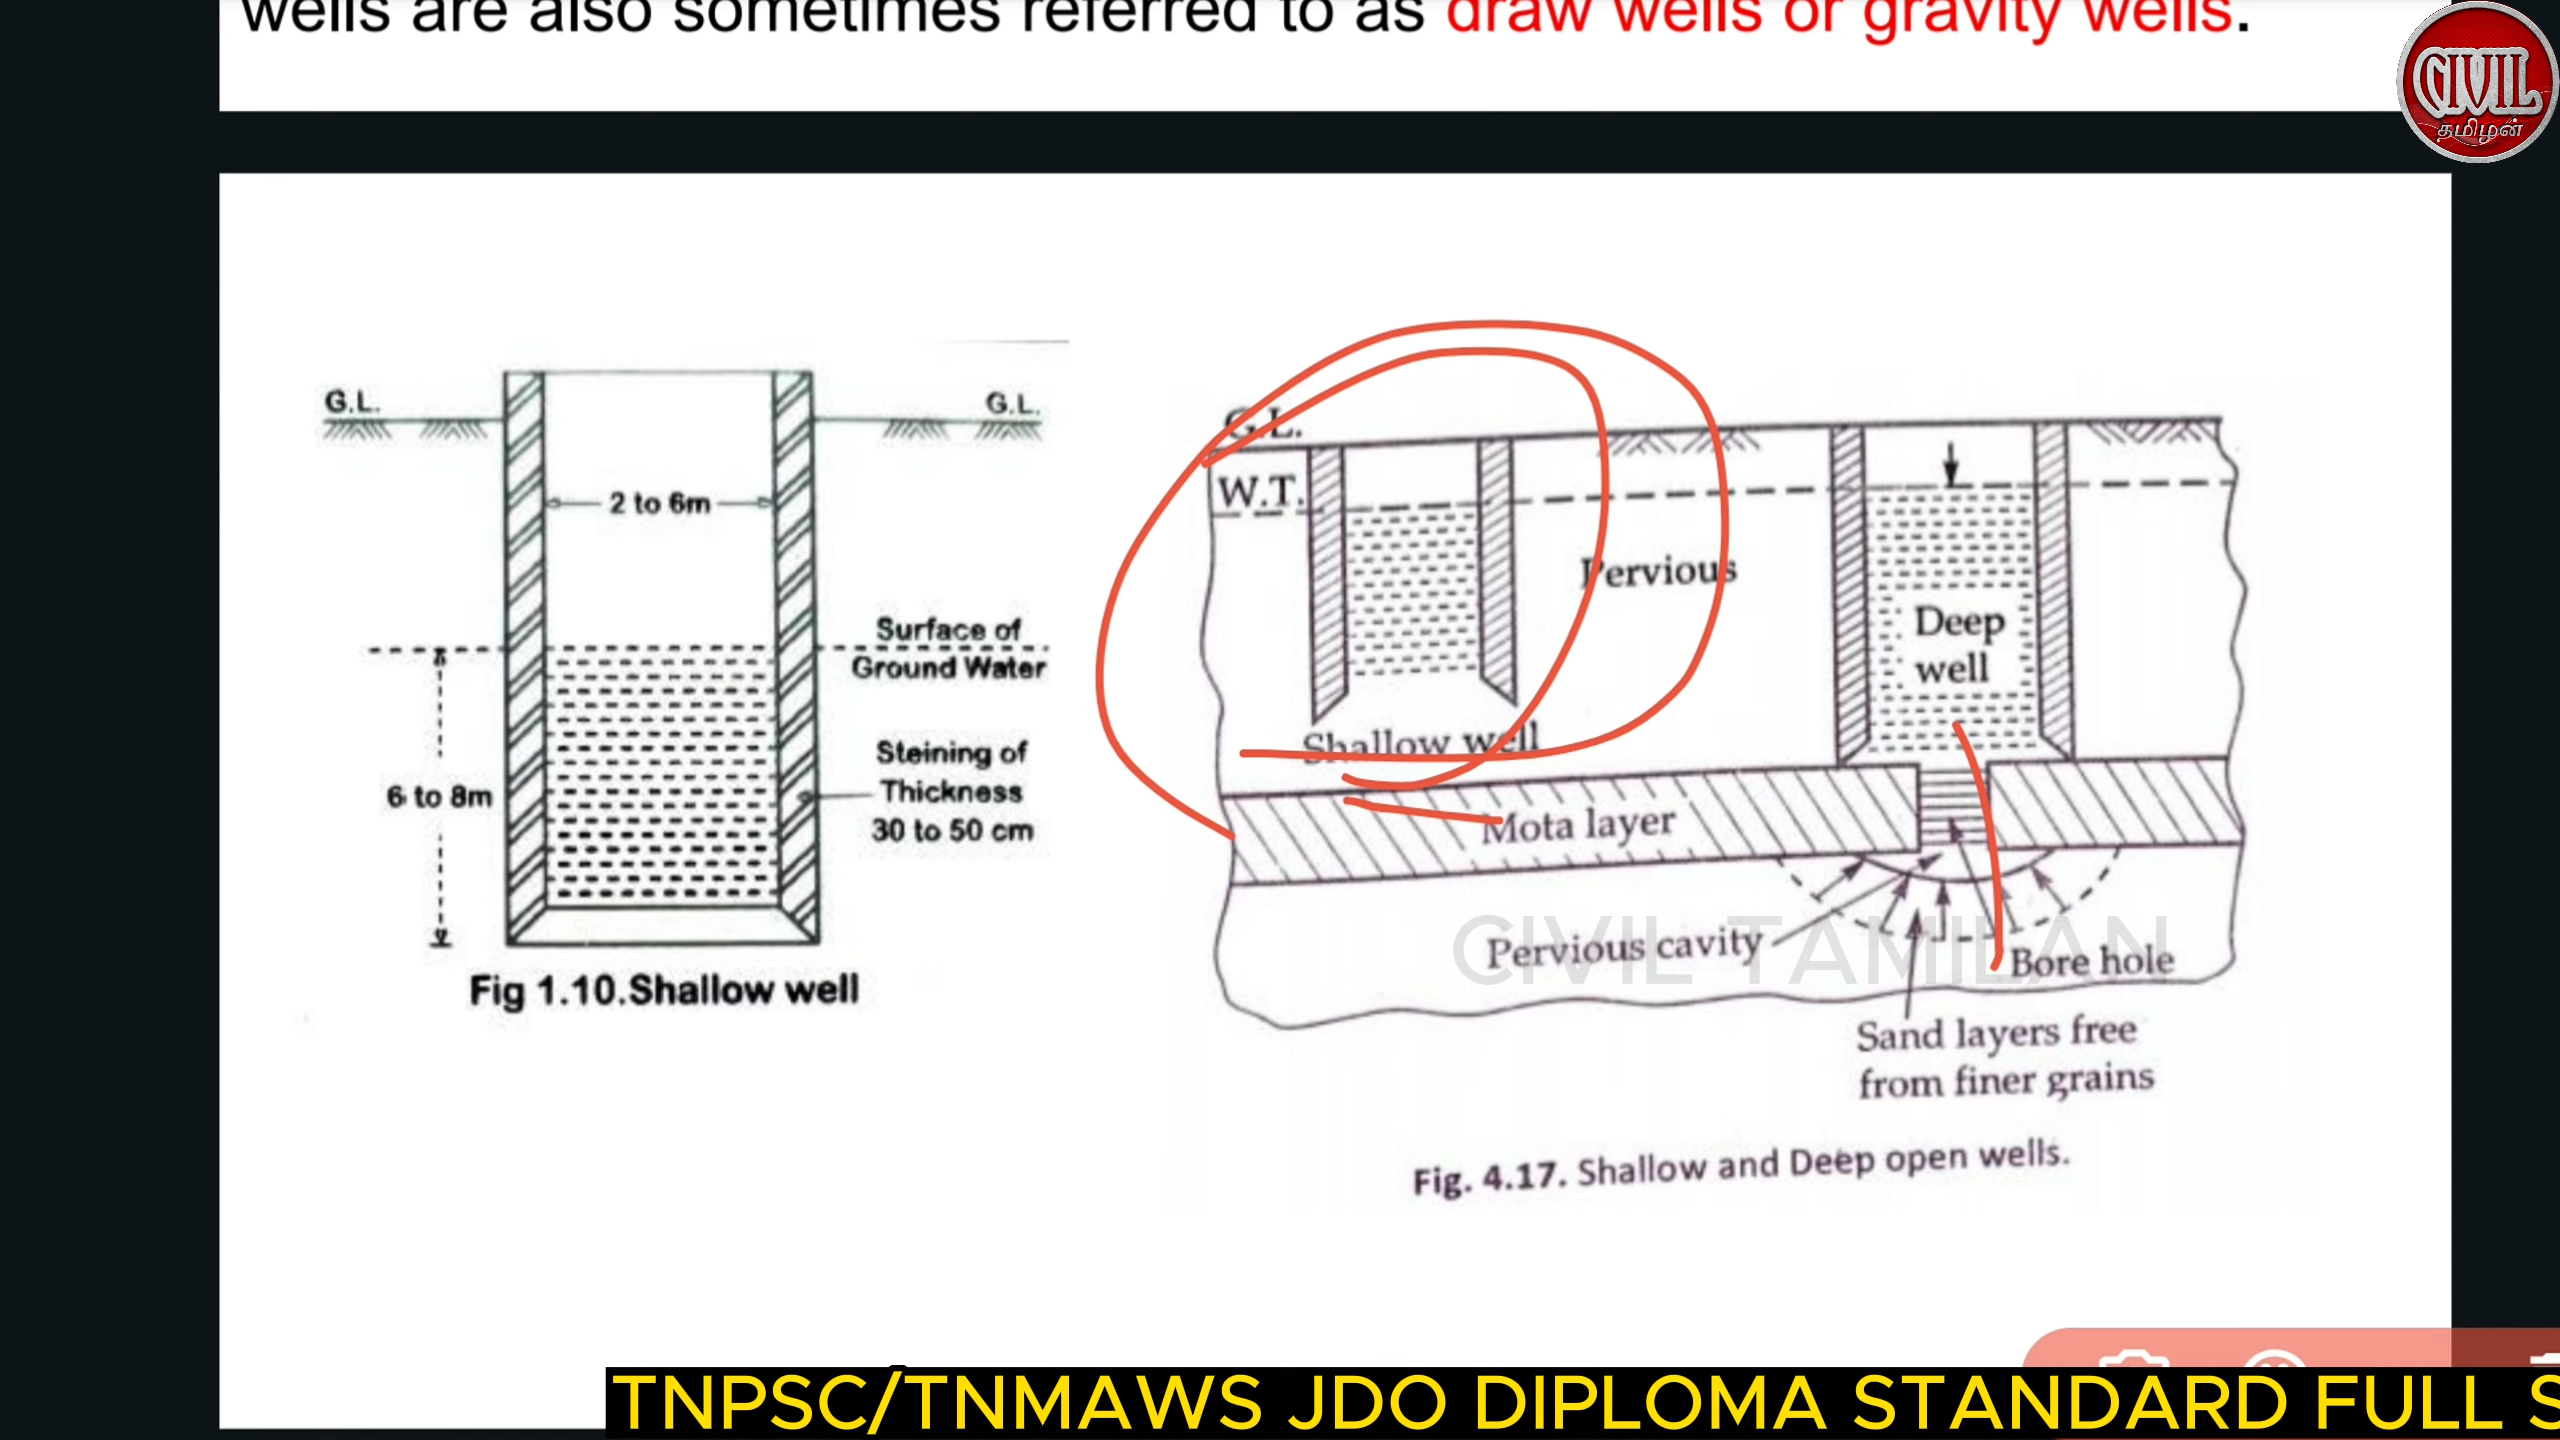 wells are also sometimes referred to as draw wells or gravity wells.
CIVIL
தமிழன்
G.L.
G.L.
2 to 6m
Surface of
Ground Water
Steining of
Thickness
30 to 50 cm
6 to 8m
Fig 1.10.Shallow well
G.L.
W.T.
Pervious
Deep
well
Shallow well
Mota layer
Pervious cavity
Bore hole
CIVIL TAMILAN
Sand layers free
from finer grains
Fig. 4.17. Shallow and Deep open wells.
TNPSC/TNMAWS JDO DIPLOMA STANDARD FULL S